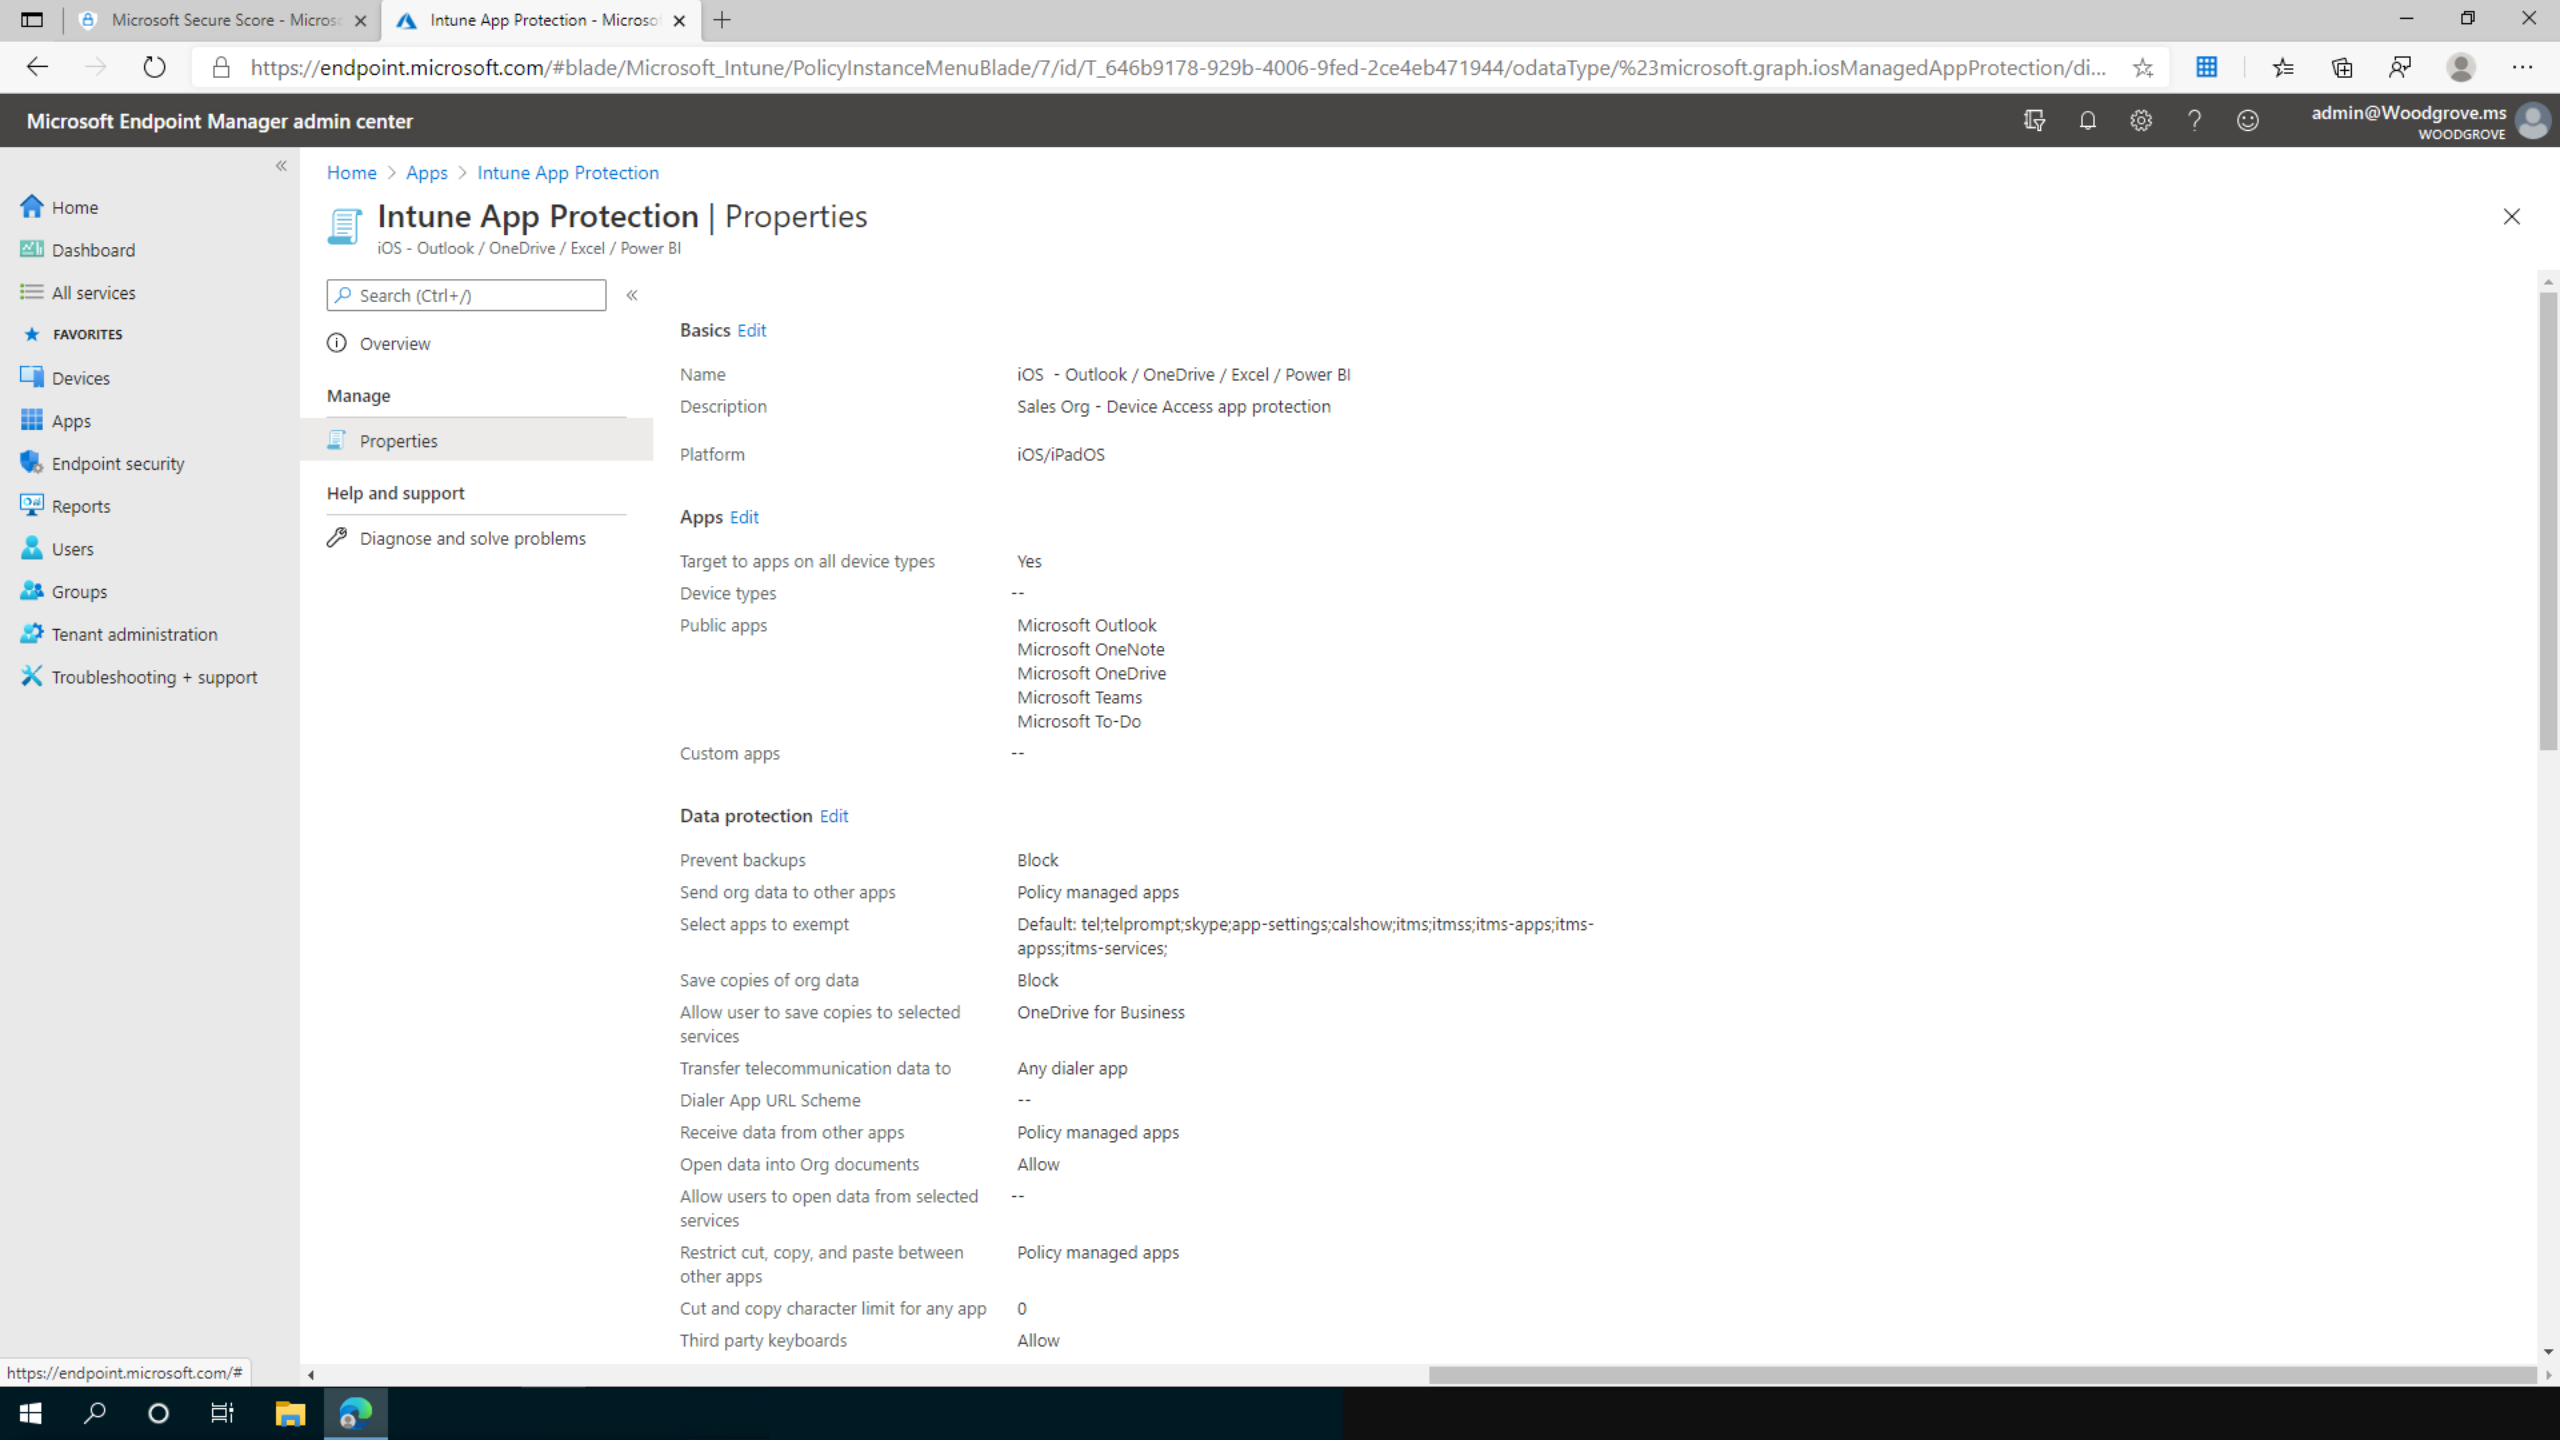 Microsoft Secure Score - Micros
Intune App Protection - Microso
https://endpoint.microsoft.com/#blade/Microsoft_Intune/PolicyInstanceMenuBlade/7/id/T_646b9178-929b-4006-9fed-2ce4eb471944/odataType/%23microsoft.graph.iosManagedAppProtection/di...
Microsoft Endpoint Manager admin center
admin@Woodgrove.ms
WOODGROVE
Home
Dashboard
All services
FAVORITES
Devices
Apps
Endpoint security
Reports
Users
Groups
Tenant administration
Troubleshooting + support
Home > Apps > Intune App Protection
Intune App Protection | Properties
iOS - Outlook / OneDrive / Excel / Power BI
Search (Ctrl+/)
Overview
Manage
Properties
Help and support
Diagnose and solve problems
Basics Edit
Name iOS - Outlook / OneDrive / Excel / Power BI
Description Sales Org - Device Access app protection
Platform iOS/iPadOS
Apps Edit
Target to apps on all device types Yes
Device types --
Public apps Microsoft Outlook
Microsoft OneNote
Microsoft OneDrive
Microsoft Teams
Microsoft To-Do
Custom apps --
Data protection Edit
Prevent backups Block
Send org data to other apps Policy managed apps
Select apps to exempt Default: tel;telprompt;skype;app-settings;calshow;itms;itmss;itms-apps;itms-
appss;itms-services;
Save copies of org data Block
Allow user to save copies to selected OneDrive for Business
services
Transfer telecommunication data to Any dialer app
Dialer App URL Scheme --
Receive data from other apps Policy managed apps
Open data into Org documents Allow
Allow users to open data from selected --
services
Restrict cut, copy, and paste between Policy managed apps
other apps
Cut and copy character limit for any app 0
Third party keyboards Allow
https://endpoint.microsoft.com/#